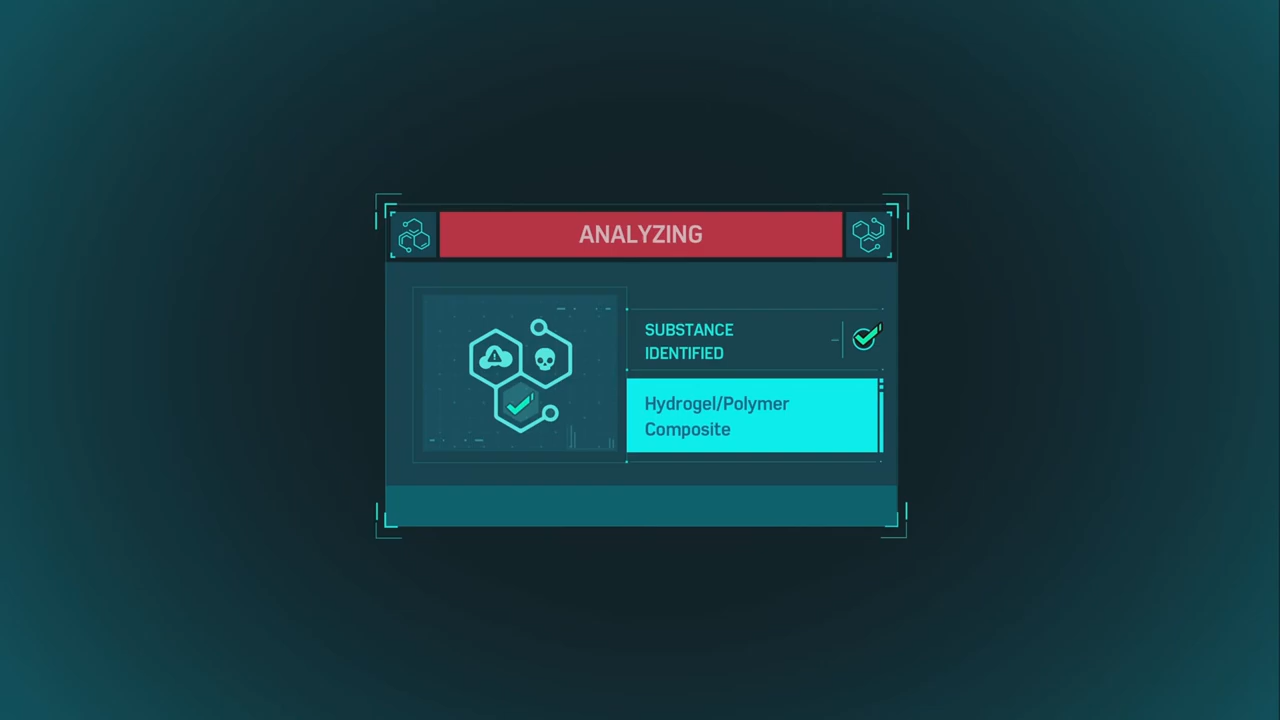 ANALYZING
SUBSTANCE
IDENTIFIED
Hydrogel/Polymer
Composite